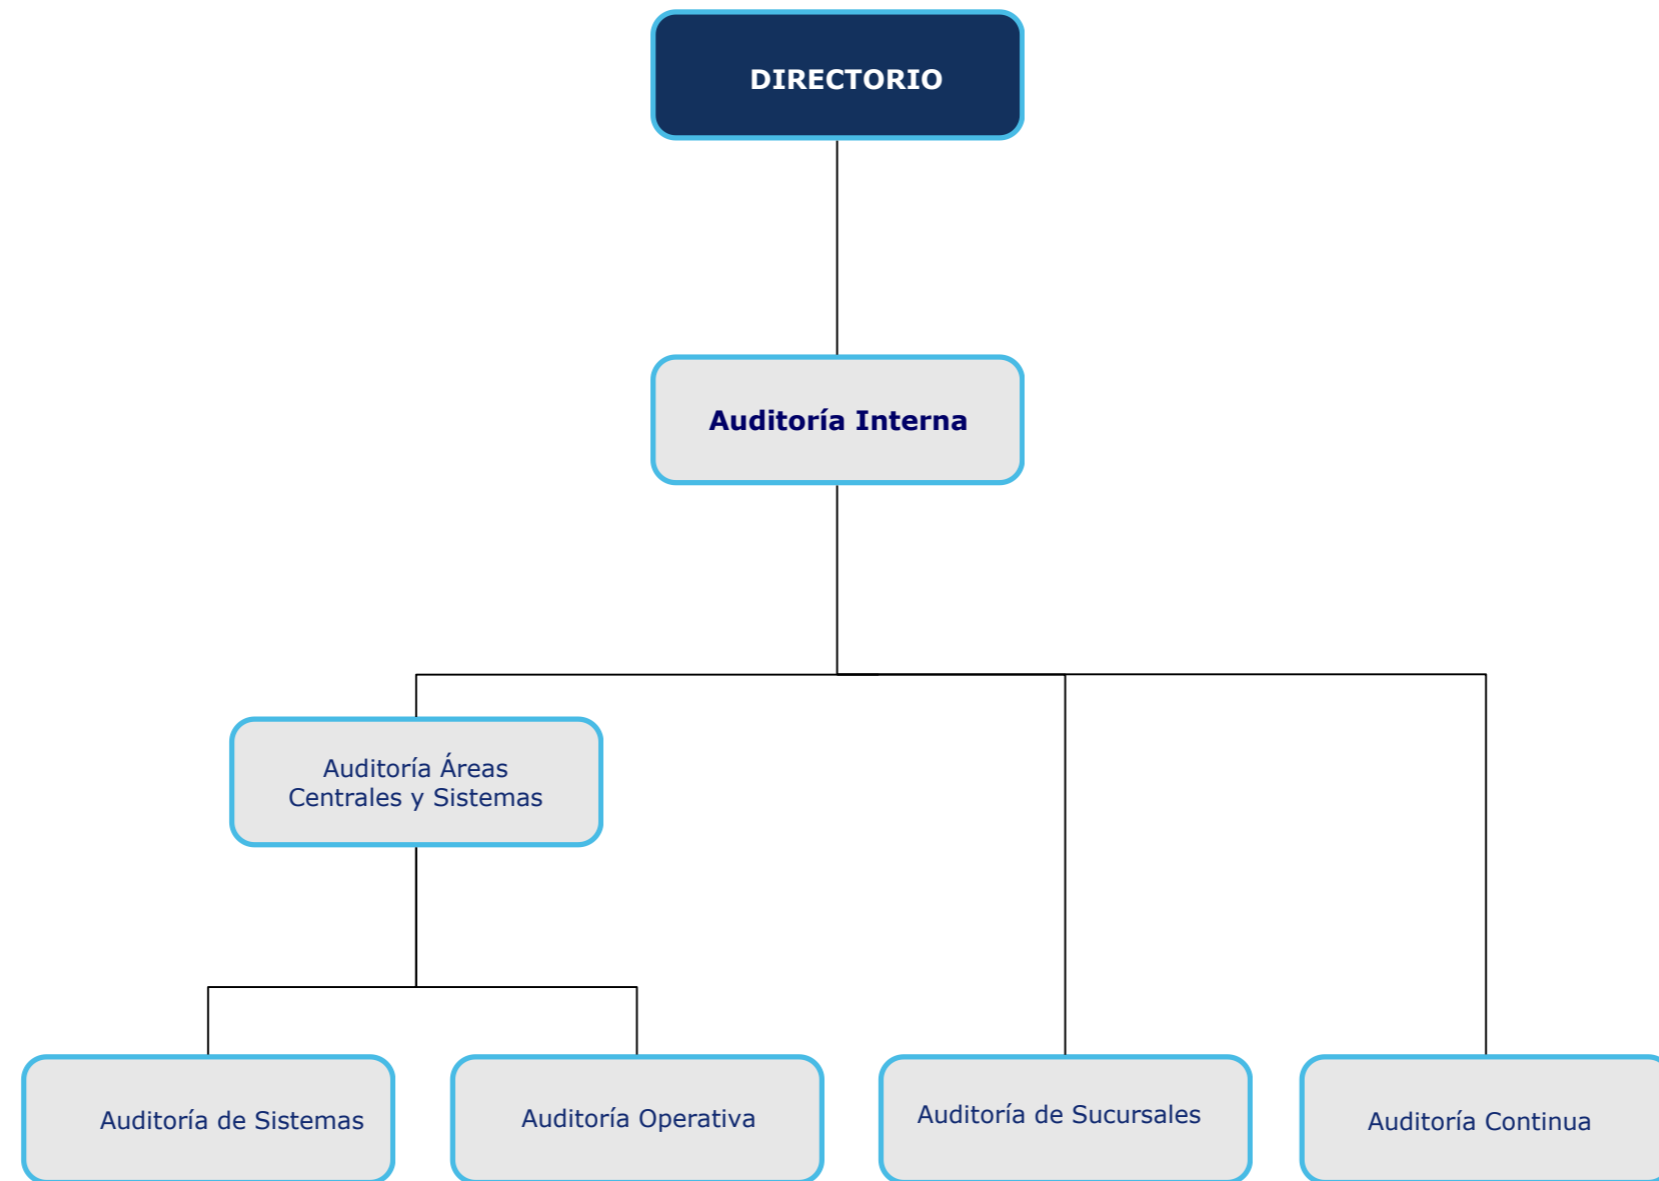 DIRECTORIO
Auditoría Interna
Auditoría Áreas
Centrales y Sistemas
Auditoría de Sistemas
Auditoría Operativa
Auditoría de Sucursales
Auditoría Continua